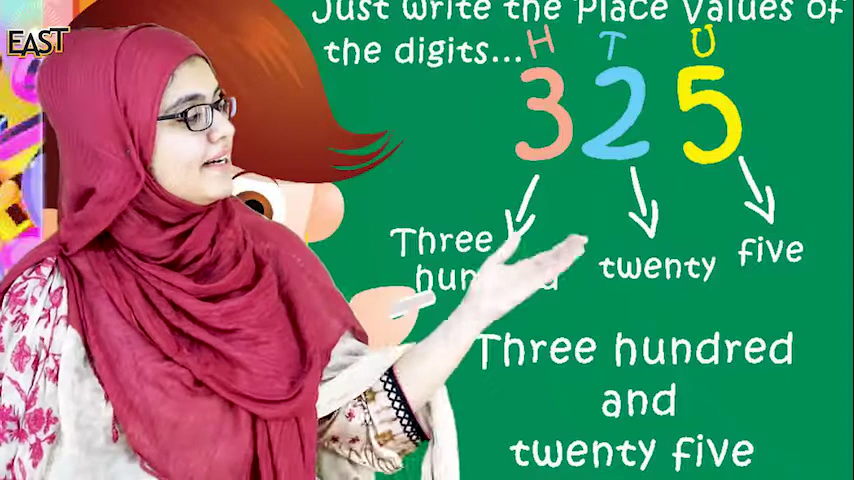 EAST
Just write the Place Values of
the digits...
H T U
3 2 5
Three twenty five
Three hundred
and
twenty five